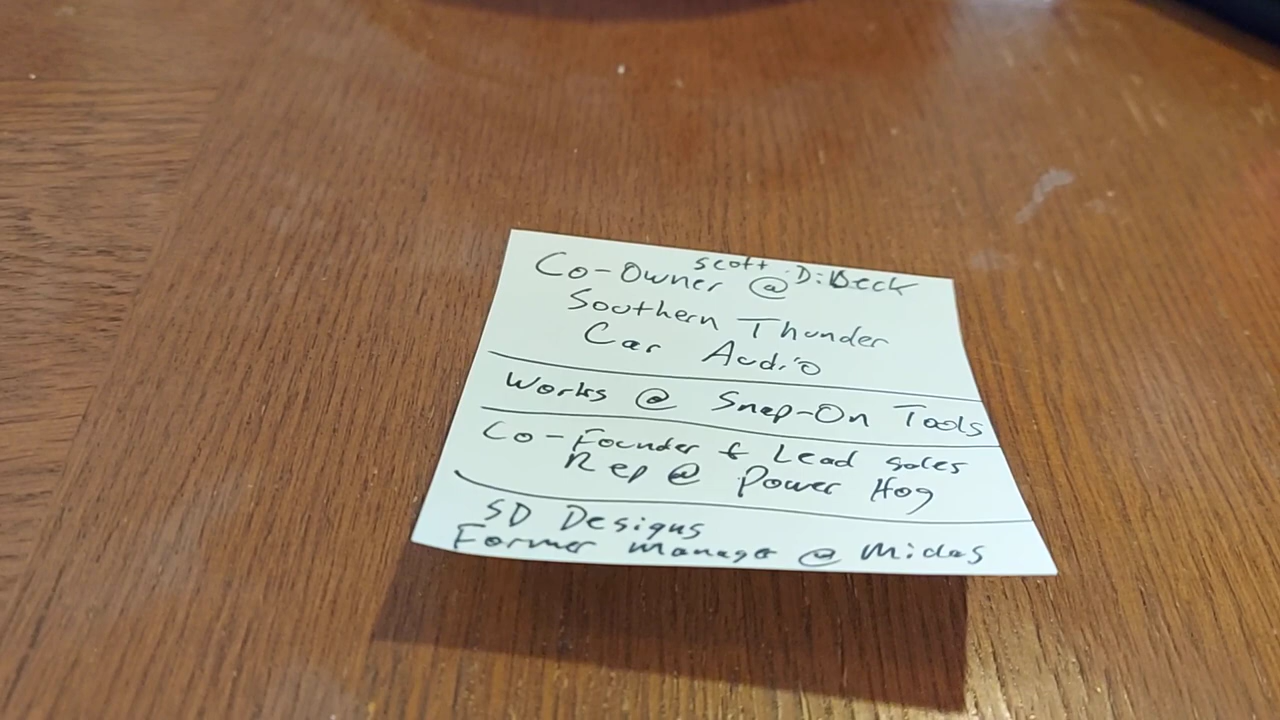 Scott DiBeck
Co-Owner @
Southern Thunder
Car Audio
Works @ Snap-On Tools
Co-Founder & Lead Sales
Rep @ Power Hog
SD Designs
Former Manager @ Midas